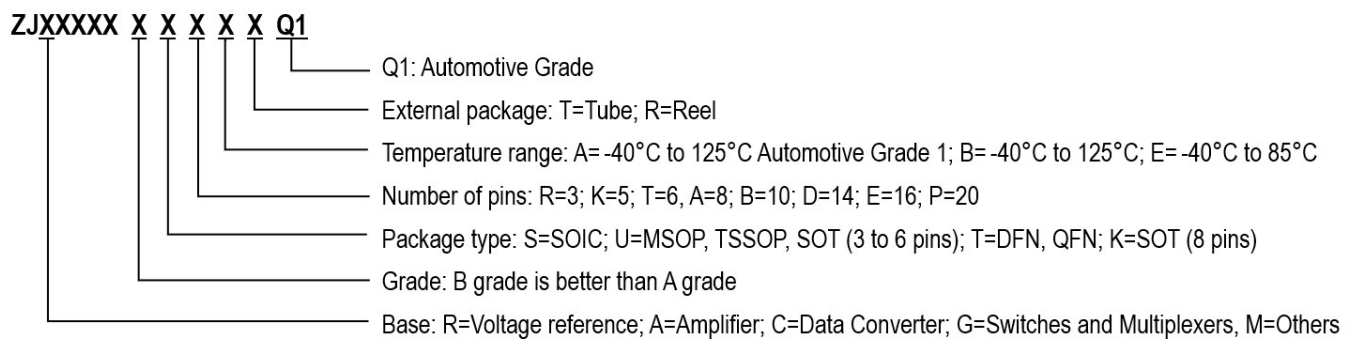 ZJXXXXX X X X X X Q1
Q1: Automotive Grade
External package: T=Tube; R=Reel
Temperature range: A= -40°C to 125°C Automotive Grade 1; B= -40°C to 125°C; E= -40°C to 85°C
Number of pins: R=3; K=5; T=6, A=8; B=10; D=14; E=16; P=20
Package type: S=SOIC; U=MSOP, TSSOP, SOT (3 to 6 pins); T=DFN, QFN; K=SOT (8 pins)
Grade: B grade is better than A grade
Base: R=Voltage reference; A=Amplifier; C=Data Converter; G=Switches and Multiplexers, M=Others